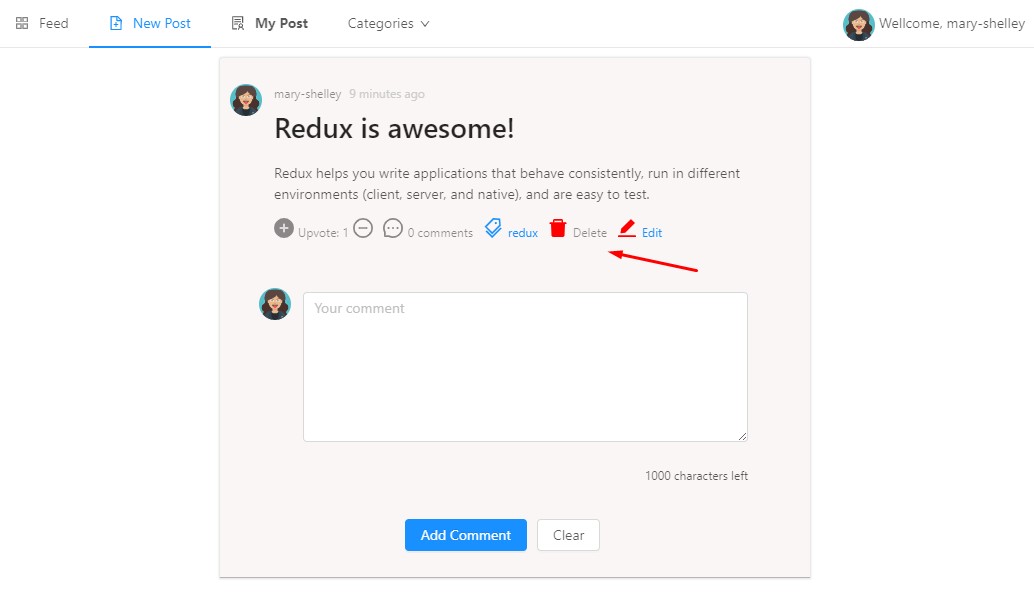 Feed New Post My Post Categories Wellcome, mary-shelley
mary-shelley 9 minutes ago
Redux is awesome!
Redux helps you write applications that behave consistently, run in different
environments (client, server, and native), and are easy to test.
Upvote: 1 0 comments redux Delete Edit
Your comment
1000 characters left
Add Comment Clear